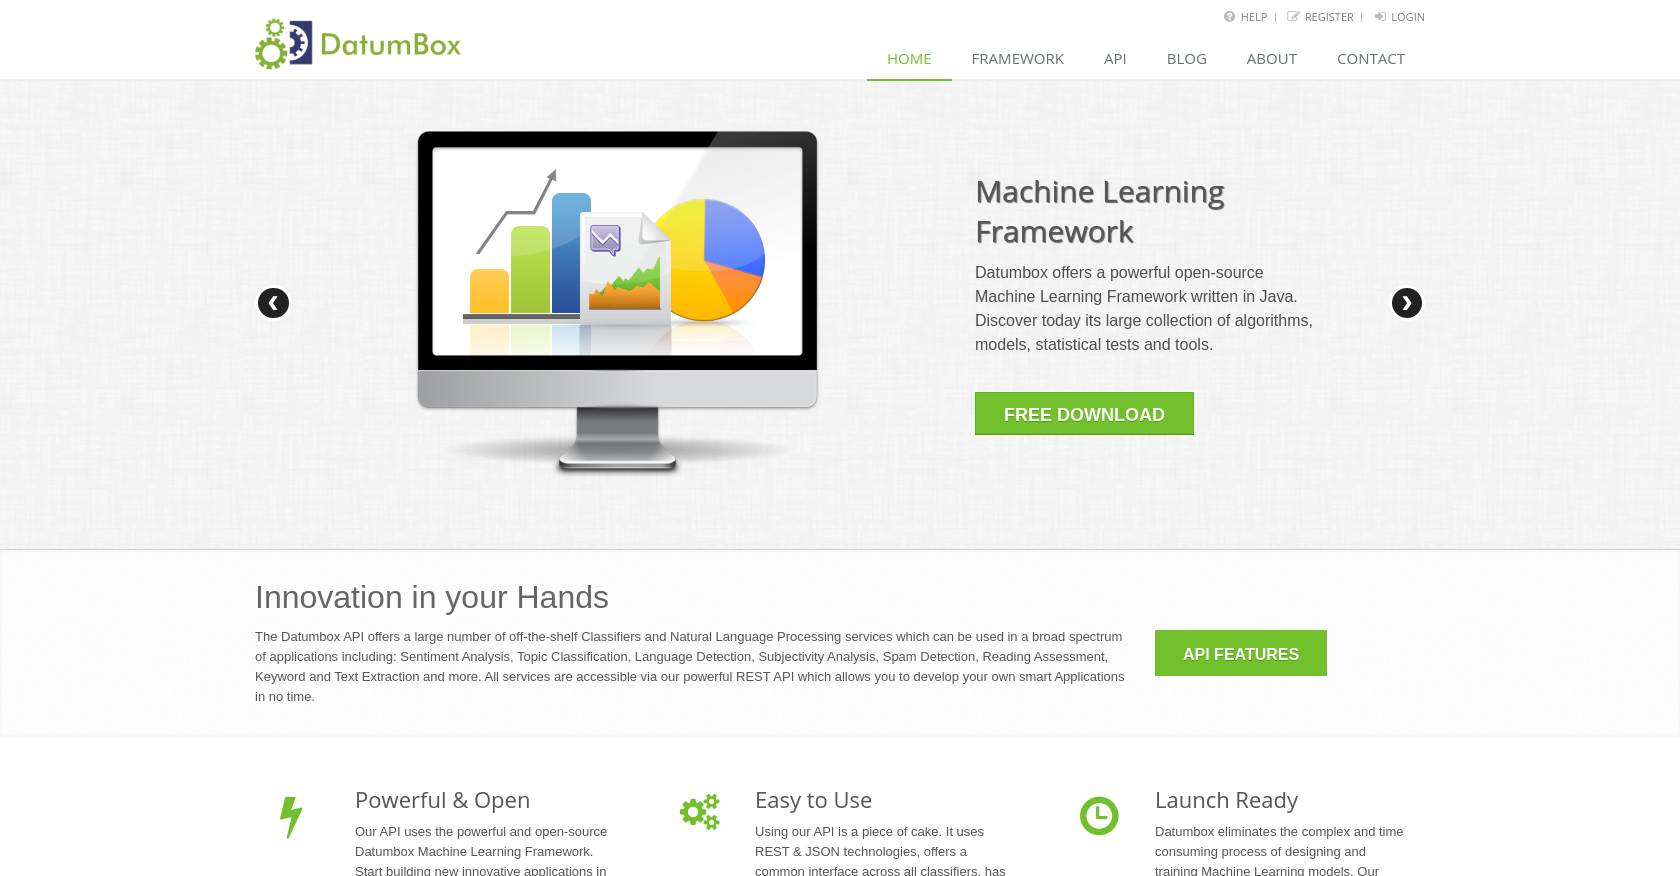 HELP
REGISTER
LOGIN
DatumBox
HOME
FRAMEWORK
API
BLOG
ABOUT
CONTACT
Machine Learning
Framework
Datumbox offers a powerful open-source
Machine Learning Framework written in Java.
Discover today its large collection of algorithms,
models, statistical tests and tools.
FREE DOWNLOAD
Innovation in your Hands
The Datumbox API offers a large number of off-the-shelf Classifiers and Natural Language Processing services which can be used in a broad spectrum
of applications including: Sentiment Analysis, Topic Classification, Language Detection, Subjectivity Analysis, Spam Detection, Reading Assessment,
Keyword and Text Extraction and more. All services are accessible via our powerful REST API which allows you to develop your own smart Applications
in no time.
API FEATURES
Powerful & Open
Our API uses the powerful and open-source
Datumbox Machine Learning Framework.
Start building new innovative applications in
Easy to Use
Using our API is a piece of cake. It uses
REST & JSON technologies, offers a
common interface across all classifiers, has
Launch Ready
Datumbox eliminates the complex and time
consuming process of designing and
training Machine Learning models. Our